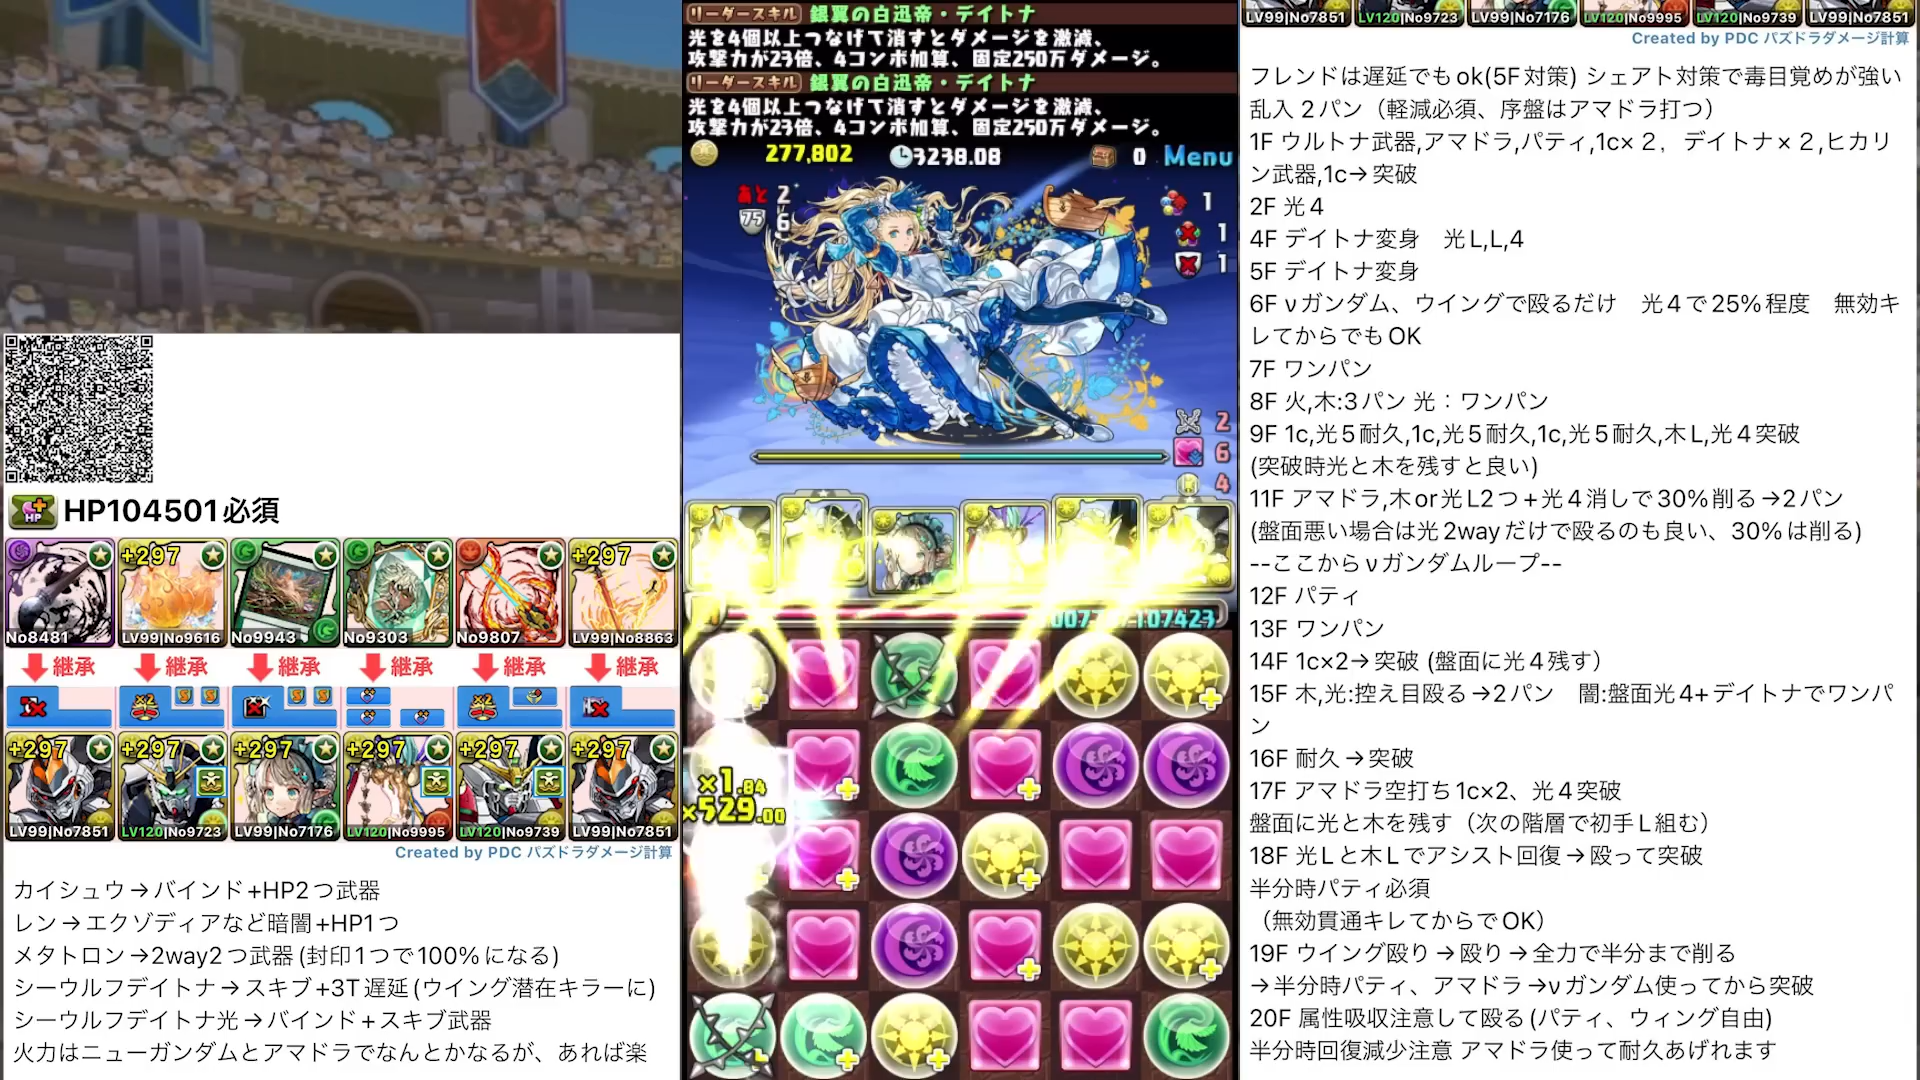 HP104501必須
+297
+297
No8481
LV99|No9616
No9943
No9303
No9807
LV99|No8863
継承
継承
継承
継承
継承
継承
+297
+297
+297
+297
+297
+297
LV99|No7851
LV120|No9723
LV99|No7176
LV120|No9995
LV120|No9739
LV99|No7851
Created by PDC パズドラダメージ計算
カイシュウ→バインド+HP2つ武器
レン→エクゾディアなど暗闇+HP1つ
メタトロン→2way2つ武器(封印1つで100%になる)
シーウルフデイトナ→スキブ+3T遅延(ウイング潜在キラーに)
シーウルフデイトナ光→バインド+スキブ武器
火力はニューガンダムとアマドラでなんとかなるが、あれば楽
リーダースキル 銀翼の白迅帝・デイトナ
光を4個以上つなげて消すとダメージを激減、
攻撃力が23倍、4コンボ加算、固定250万ダメージ。
リーダースキル 銀翼の白迅帝・デイトナ
光を4個以上つなげて消すとダメージを激減、
攻撃力が23倍、4コンボ加算、固定250万ダメージ。
277,802
3238.08
0
Menu
あと 2
75 6
1
1
1
2
6
4
107423
×1.84
×529.00
LV99|No7851
LV120|No9723
LV99|No7176
LV120|No9995
LV120|No9739
LV99|No7851
Created by PDC パズドラダメージ計算
フレンドは遅延でもok(5F対策) シェアト対策で毒目覚めが強い
乱入2パン（軽減必須、序盤はアマドラ打つ）
1F ウルトナ武器,アマドラ,パティ,1c×2,　デイトナ×2,ヒカリ
ン武器,1c→突破
2F 光4
4F デイトナ変身　光L,L,4
5F デイトナ変身
6F νガンダム、ウイングで殴るだけ　光4で25%程度　無効キ
レてからでもOK
7F ワンパン
8F 火,木:3パン 光：ワンパン
9F 1c,光5耐久,1c,光5耐久,1c,光5耐久,木L,光4突破
(突破時光と木を残すと良い)
11F アマドラ,木or光L2つ+光4消しで30%削る→2パン
(盤面悪い場合は光2wayだけで殴るのも良い、30%は削る)
--ここからνガンダムループ--
12F パティ
13F ワンパン
14F 1c×2→突破 (盤面に光4残す）
15F 木,光:控え目殴る→2パン　闇:盤面光4+デイトナでワンパ
ン
16F 耐久→突破
17F アマドラ空打ち1c×2、光4突破
盤面に光と木を残す（次の階層で初手L組む）
18F 光Lと木Lでアシスト回復→殴って突破
半分時パティ必須
（無効貫通キレてからでOK）
19F ウイング殴り→殴り→全力で半分まで削る
→半分時パティ、アマドラ→νガンダム使ってから突破
20F 属性吸収注意して殴る(パティ、ウィング自由)
半分時回復減少注意 アマドラ使って耐久あげれます